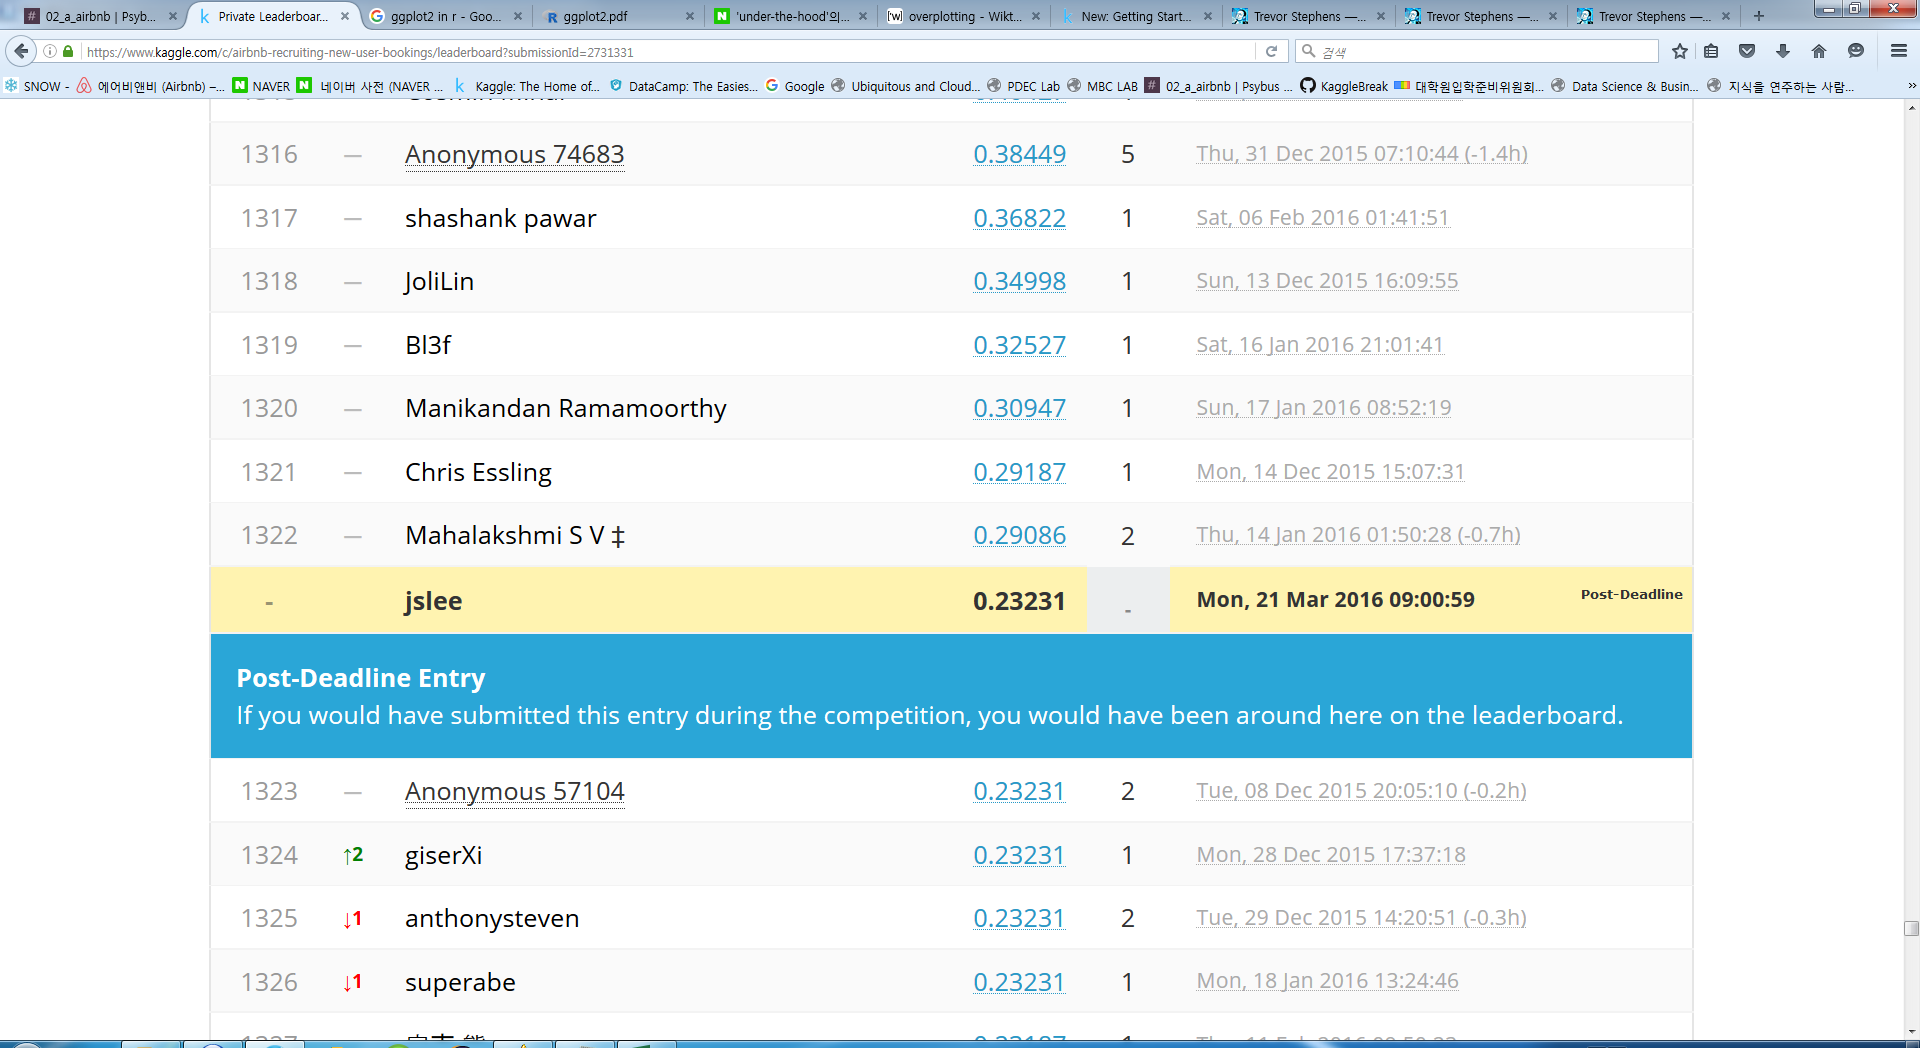 02_a_airbnb | Psyb...
Private Leaderboar...
ggplot2 in r - Goo...
ggplot2.pdf
'under-the-hood'의|...
overplotting - Wikt...
New: Getting Start...
Trevor Stephens —...
Trevor Stephens —...
Trevor Stephens —...
https://www.kaggle.com/c/airbnb-recruiting-new-user-bookings/leaderboard?submissionId=2731331
검색
SNOW -
에어비앤비 (Airbnb) –...
NAVER
네이버 사전 (NAVER ...
Kaggle: The Home of...
DataCamp: The Easies...
Google
Ubiquitous and Cloud...
PDEC Lab
MBC LAB
02_a_airbnb | Psybus ...
KaggleBreak
대학원입학준비위원회...
Data Science & Busin...
지식을 연주하는 사람...
1316 — Anonymous 74683 0.38449 5 Thu, 31 Dec 2015 07:10:44 (-1.4h)
1317 — shashank pawar 0.36822 1 Sat, 06 Feb 2016 01:41:51
1318 — JoliLin 0.34998 1 Sun, 13 Dec 2015 16:09:55
1319 — Bl3f 0.32527 1 Sat, 16 Jan 2016 21:01:41
1320 — Manikandan Ramamoorthy 0.30947 1 Sun, 17 Jan 2016 08:52:19
1321 — Chris Essling 0.29187 1 Mon, 14 Dec 2015 15:07:31
1322 — Mahalakshmi S V ‡ 0.29086 2 Thu, 14 Jan 2016 01:50:28 (-0.7h)
- jslee 0.23231 - Mon, 21 Mar 2016 09:00:59 Post-Deadline
Post-Deadline Entry
If you would have submitted this entry during the competition, you would have been around here on the leaderboard.
1323 — Anonymous 57104 0.23231 2 Tue, 08 Dec 2015 20:05:10 (-0.2h)
1324 ↑2 giserXi 0.23231 1 Mon, 28 Dec 2015 17:37:18
1325 ↓1 anthonysteven 0.23231 2 Tue, 29 Dec 2015 14:20:51 (-0.3h)
1326 ↓1 superabe 0.23231 1 Mon, 18 Jan 2016 13:24:46